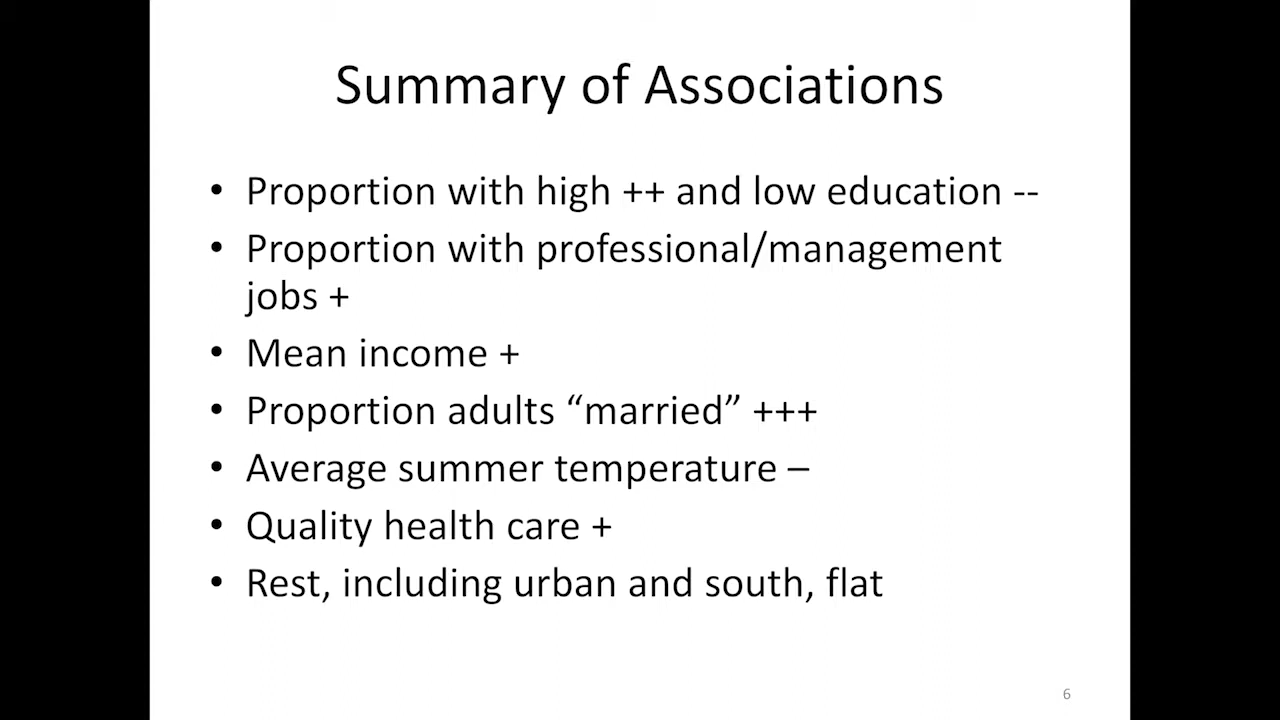 Summary of Associations
• Proportion with high ++ and low education --
• Proportion with professional/management
jobs +
• Mean income +
• Proportion adults “married” +++
• Average summer temperature –
• Quality health care +
• Rest, including urban and south, flat
6